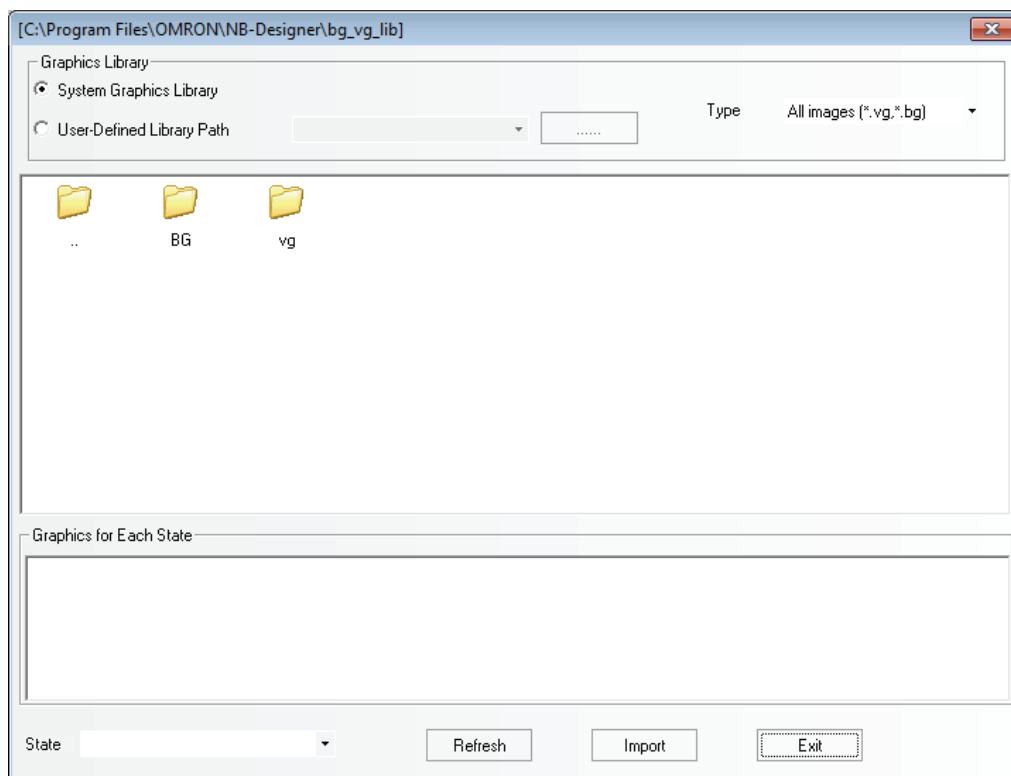 [C:\Program Files\OMRON\NB-Designer\bg_vg_lib]
Graphics Library
System Graphics Library
Type All images (*.vg,*.bg)
User-Defined Library Path ......
.. BG vg
Graphics for Each State
State Refresh Import Exit